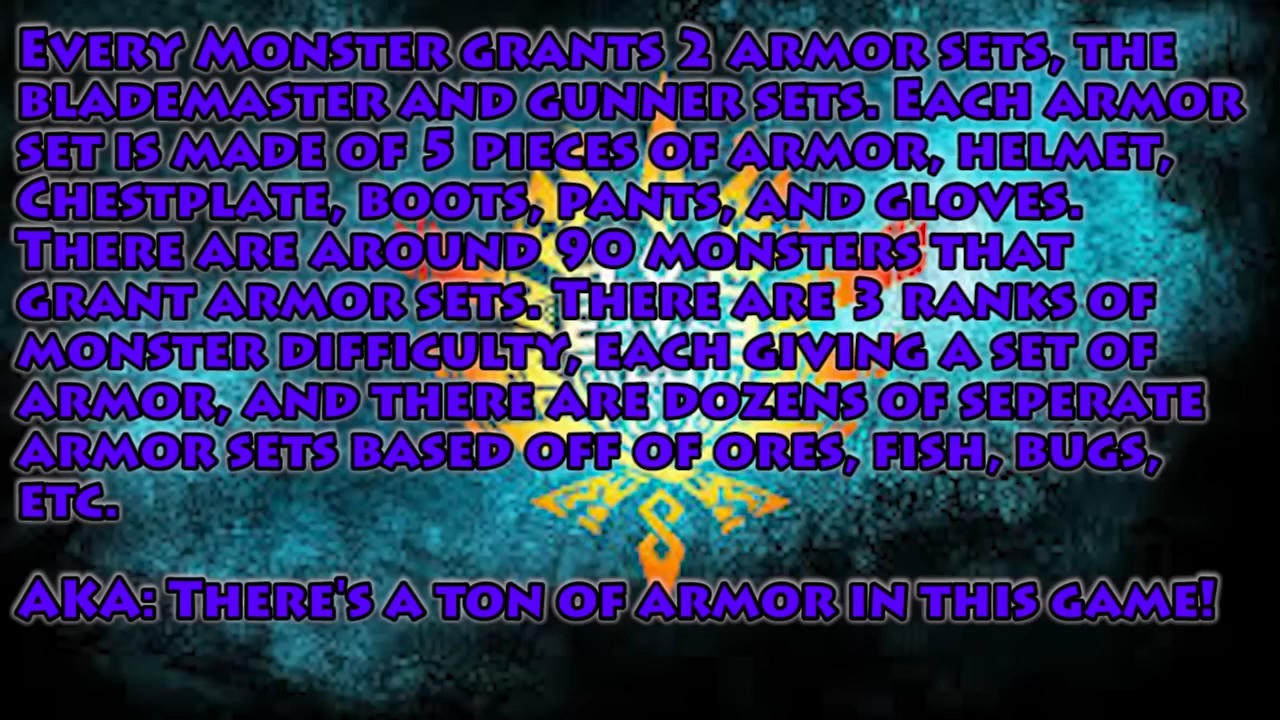 Every Monster grants 2 armor sets, the
blademaster and gunner sets. Each armor
set is made of 5 pieces of armor, helmet,
Chestplate, boots, pants, and gloves.
There are around 90 monsters that
grant armor sets. There are 3 ranks of
monster difficulty, each giving a set of
armor, and there are dozens of seperate
armor sets based off of ores, fish, bugs,
etc.
AKA: There's a ton of armor in this game!